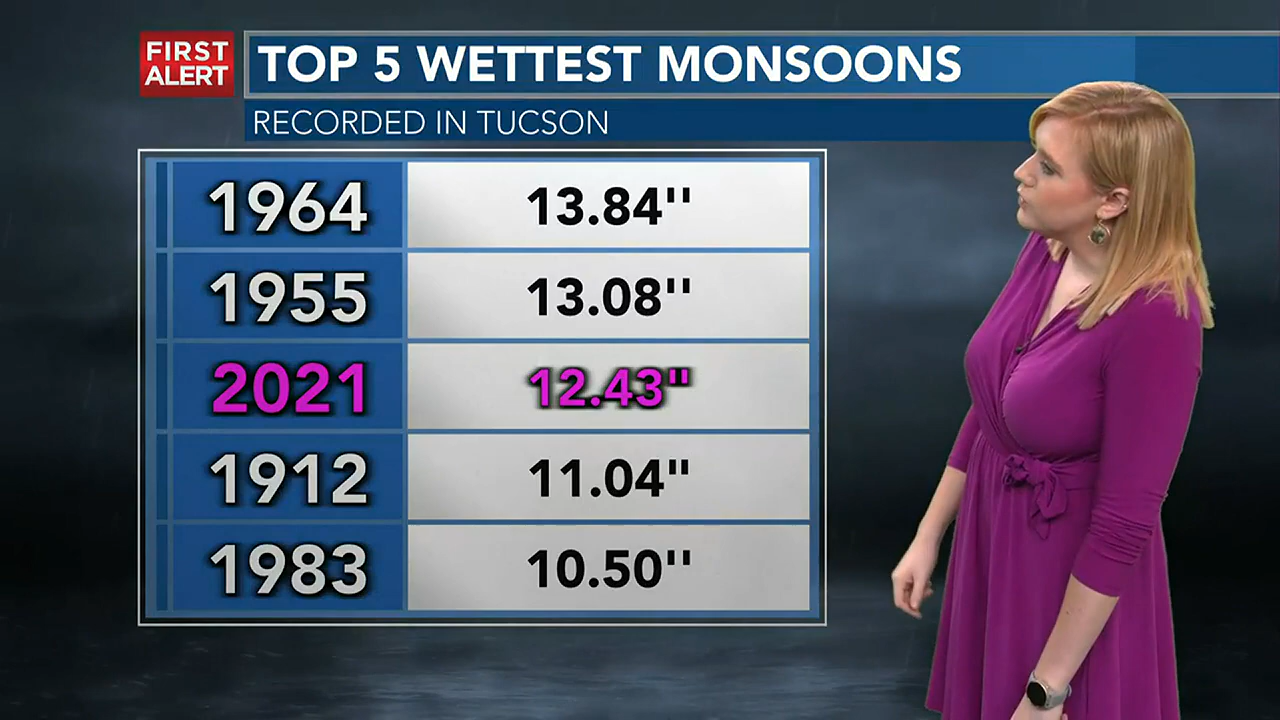 FIRST
ALERT
TOP 5 WETTEST MONSOONS
RECORDED IN TUCSON
1964 13.84''
1955 13.08''
2021 12.43''
1912 11.04''
1983 10.50''